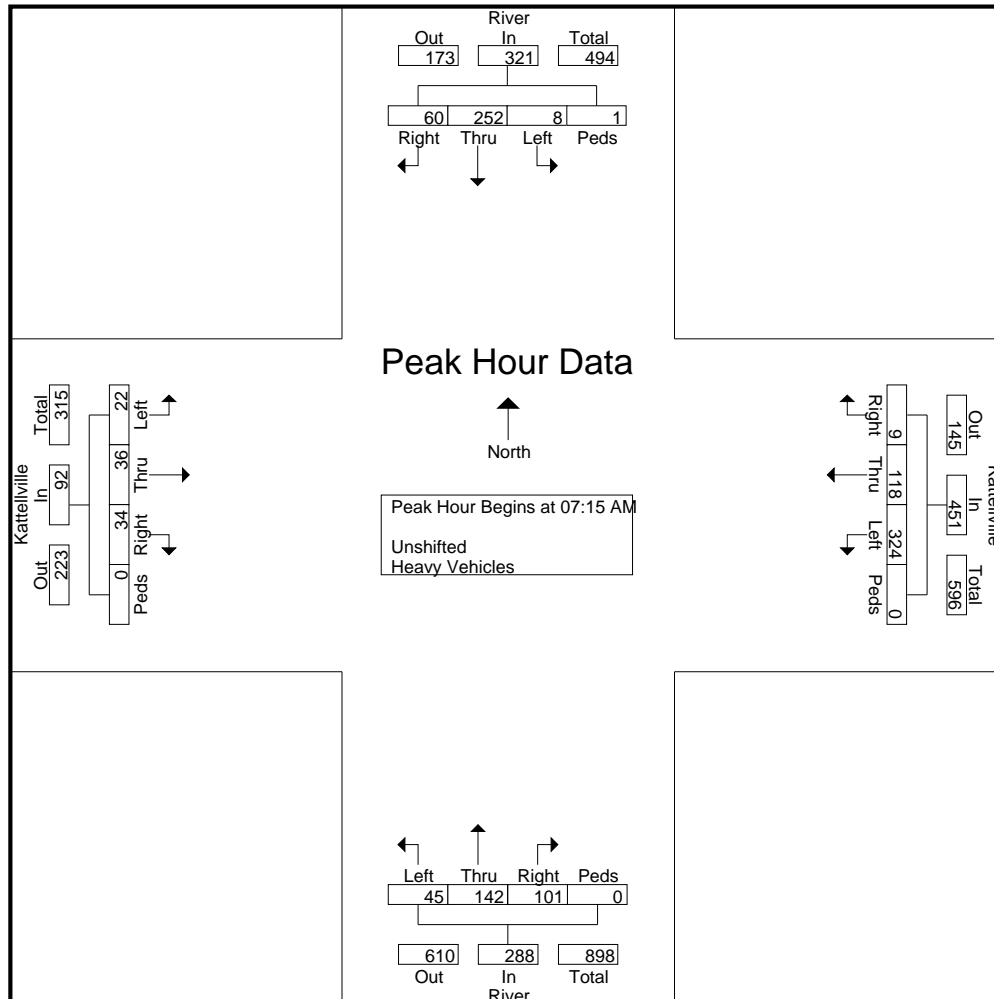 River
Out In Total
173 321 494
60 252 8 1
Right Thru Left Peds
Peak Hour Data
North
Peak Hour Begins at 07:15 AM
Unshifted
Heavy Vehicles
Kattellville
Out In Total
223 92 315
22 36 34 0
Left Thru Right Peds
Kattellville
Out In Total
145 451 596
9 118 324 0
Right Thru Left Peds
Left Thru Right Peds
45 142 101 0
610 288 898
Out In Total
River